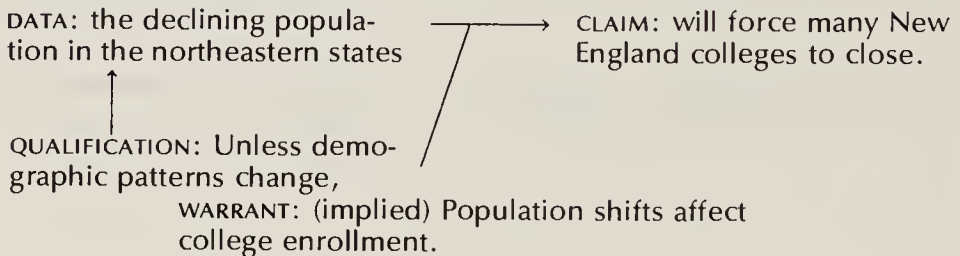 DATA: the declining popula-
tion in the northeastern states
CLAIM: will force many New
England colleges to close.
QUALIFICATION: Unless demo-
graphic patterns change,
WARRANT: (implied) Population shifts affect
college enrollment.